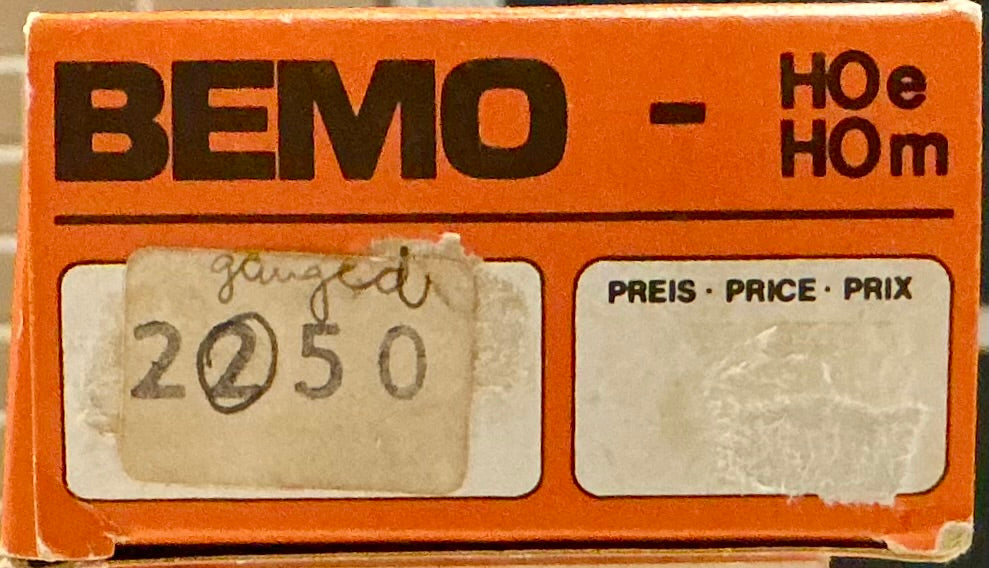 BEMO - HOe
HOm
gauged
2250
PREIS · PRICE · PRIX